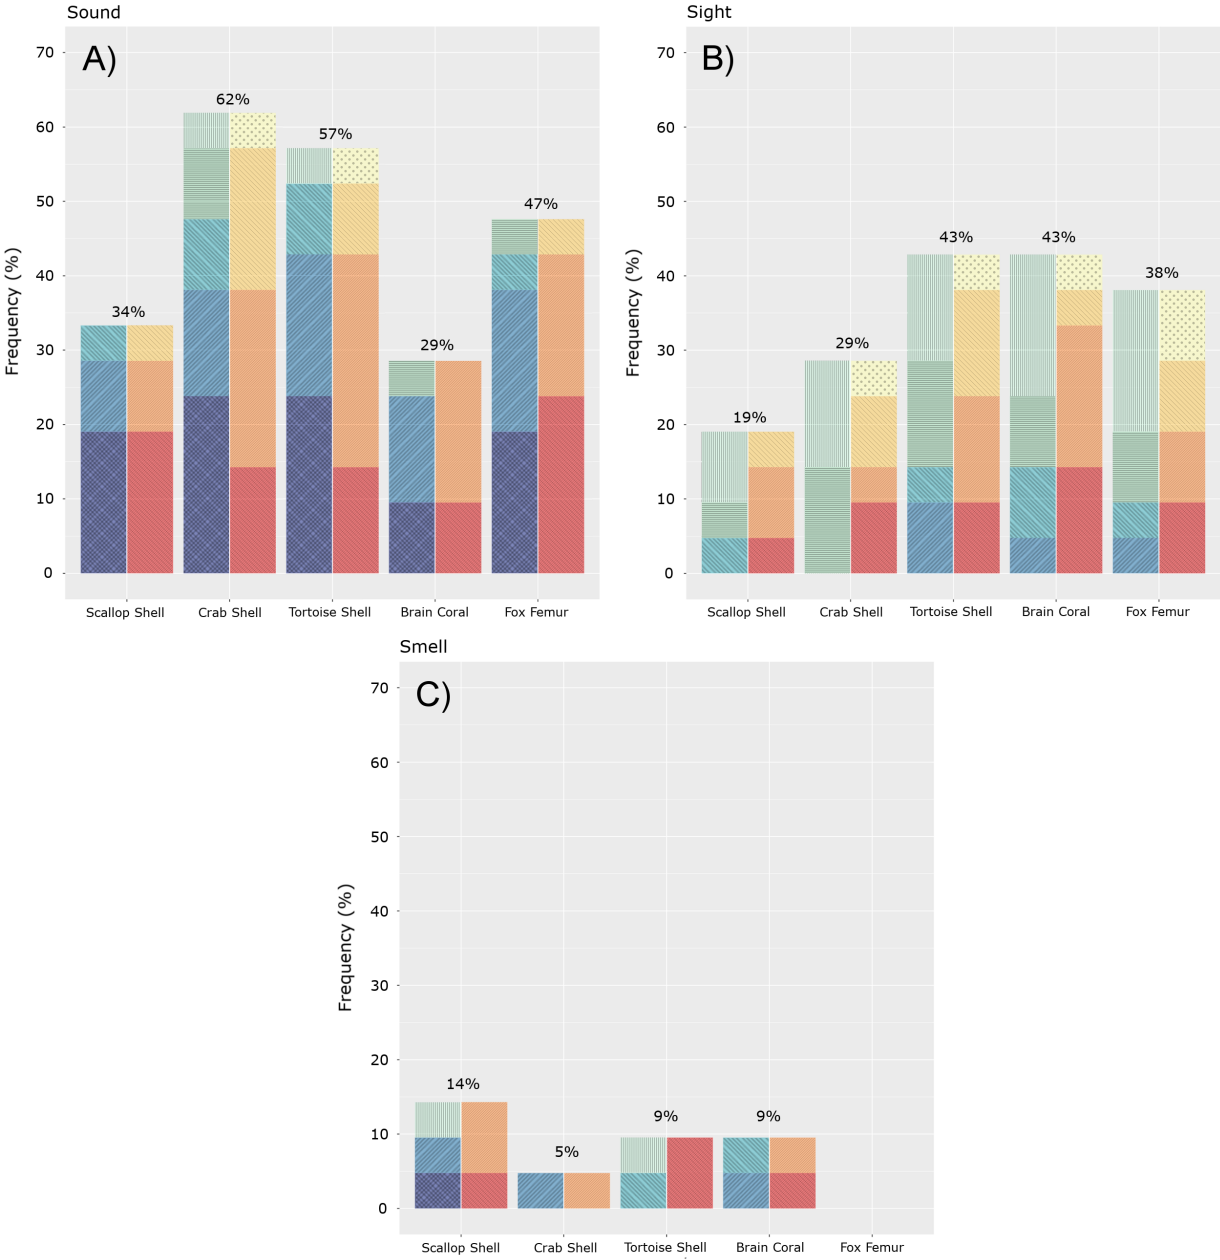 Sound
A)
70
60
50
40
30
20
10
0
Frequency (%)
34%
62%
57%
29%
47%
Scallop Shell
Crab Shell
Tortoise Shell
Brain Coral
Fox Femur
Sight
B)
70
60
50
40
30
20
10
0
Frequency (%)
19%
29%
43%
43%
38%
Scallop Shell
Crab Shell
Tortoise Shell
Brain Coral
Fox Femur
Smell
C)
70
60
50
40
30
20
10
0
Frequency (%)
14%
5%
9%
9%
Scallop Shell
Crab Shell
Tortoise Shell
Brain Coral
Fox Femur